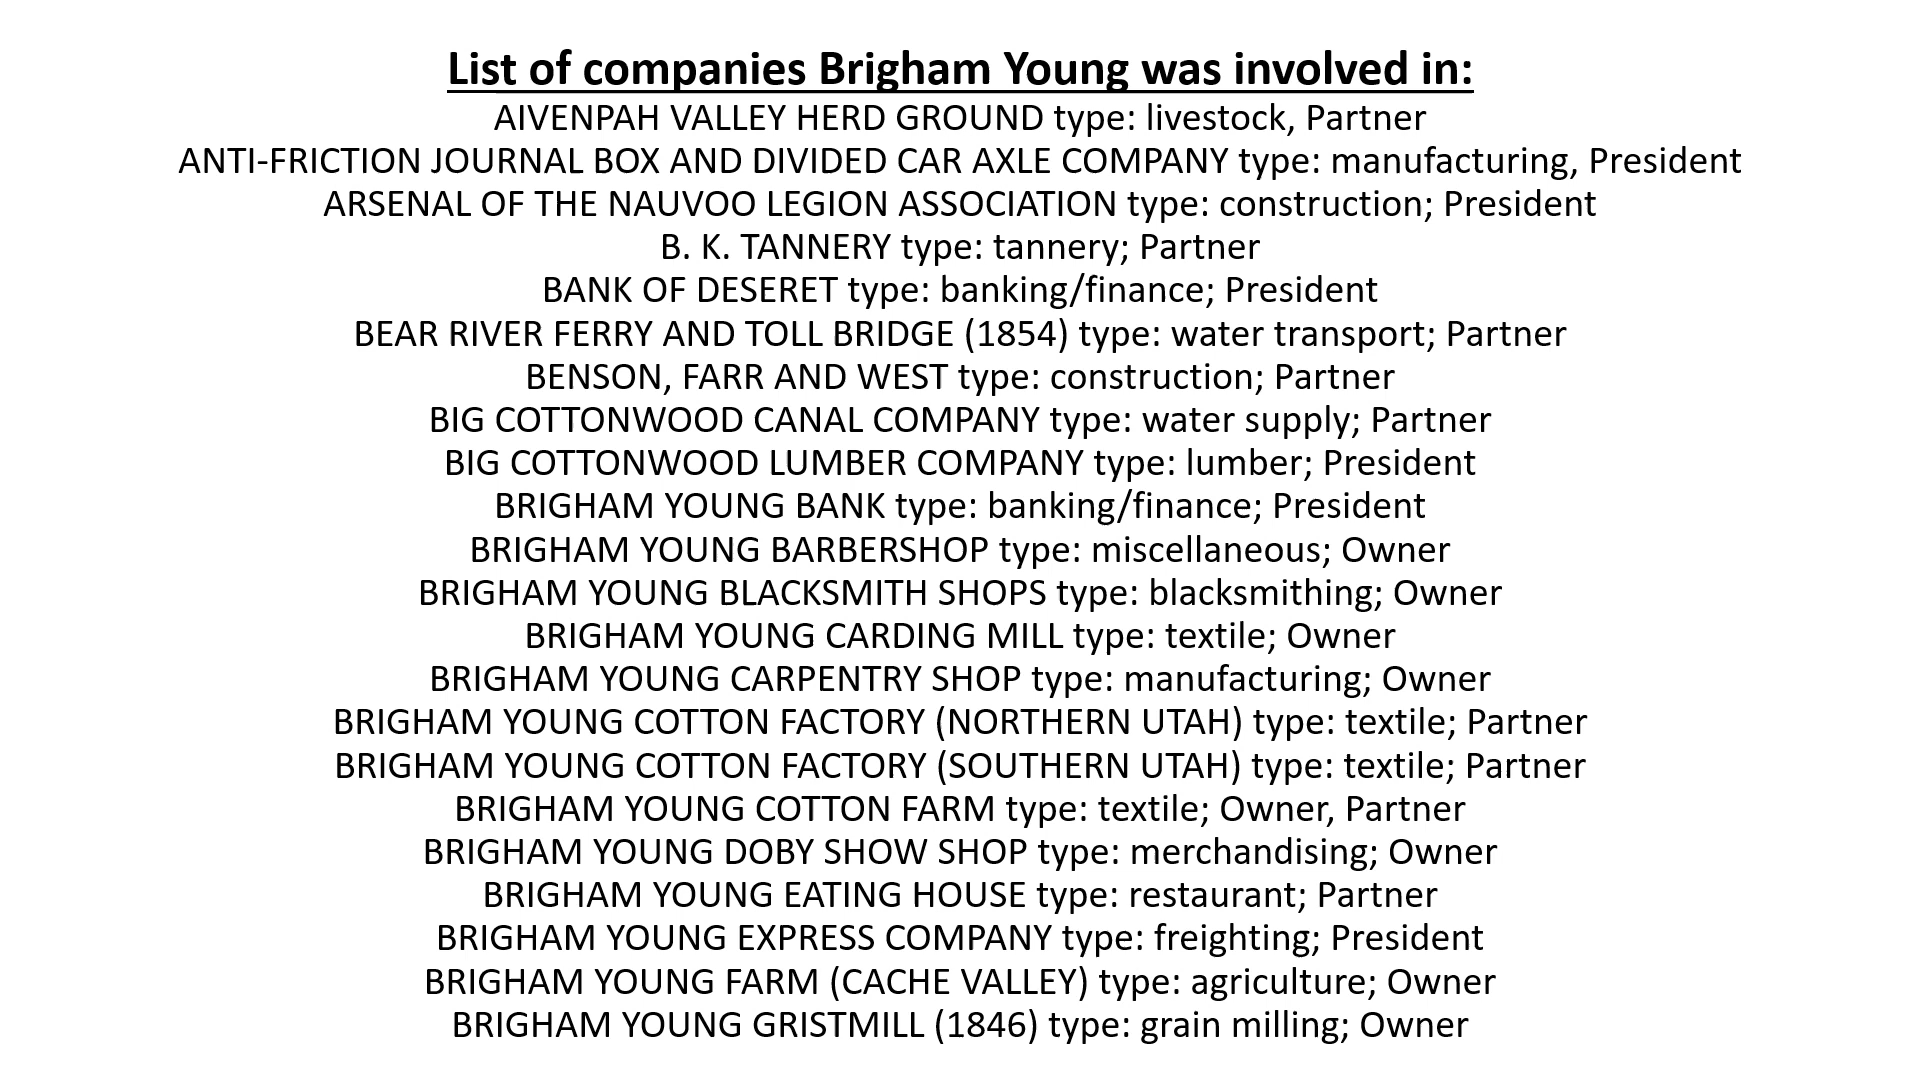 List of companies Brigham Young was involved in:
AIVENPAH VALLEY HERD GROUND type: livestock, Partner
ANTI-FRICTION JOURNAL BOX AND DIVIDED CAR AXLE COMPANY type: manufacturing, President
ARSENAL OF THE NAUVOO LEGION ASSOCIATION type: construction; President
B. K. TANNERY type: tannery; Partner
BANK OF DESERET type: banking/finance; President
BEAR RIVER FERRY AND TOLL BRIDGE (1854) type: water transport; Partner
BENSON, FARR AND WEST type: construction; Partner
BIG COTTONWOOD CANAL COMPANY type: water supply; Partner
BIG COTTONWOOD LUMBER COMPANY type: lumber; President
BRIGHAM YOUNG BANK type: banking/finance; President
BRIGHAM YOUNG BARBERSHOP type: miscellaneous; Owner
BRIGHAM YOUNG BLACKSMITH SHOPS type: blacksmithing; Owner
BRIGHAM YOUNG CARDING MILL type: textile; Owner
BRIGHAM YOUNG CARPENTRY SHOP type: manufacturing; Owner
BRIGHAM YOUNG COTTON FACTORY (NORTHERN UTAH) type: textile; Partner
BRIGHAM YOUNG COTTON FACTORY (SOUTHERN UTAH) type: textile; Partner
BRIGHAM YOUNG COTTON FARM type: textile; Owner, Partner
BRIGHAM YOUNG DOBY SHOW SHOP type: merchandising; Owner
BRIGHAM YOUNG EATING HOUSE type: restaurant; Partner
BRIGHAM YOUNG EXPRESS COMPANY type: freighting; President
BRIGHAM YOUNG FARM (CACHE VALLEY) type: agriculture; Owner
BRIGHAM YOUNG GRISTMILL (1846) type: grain milling; Owner